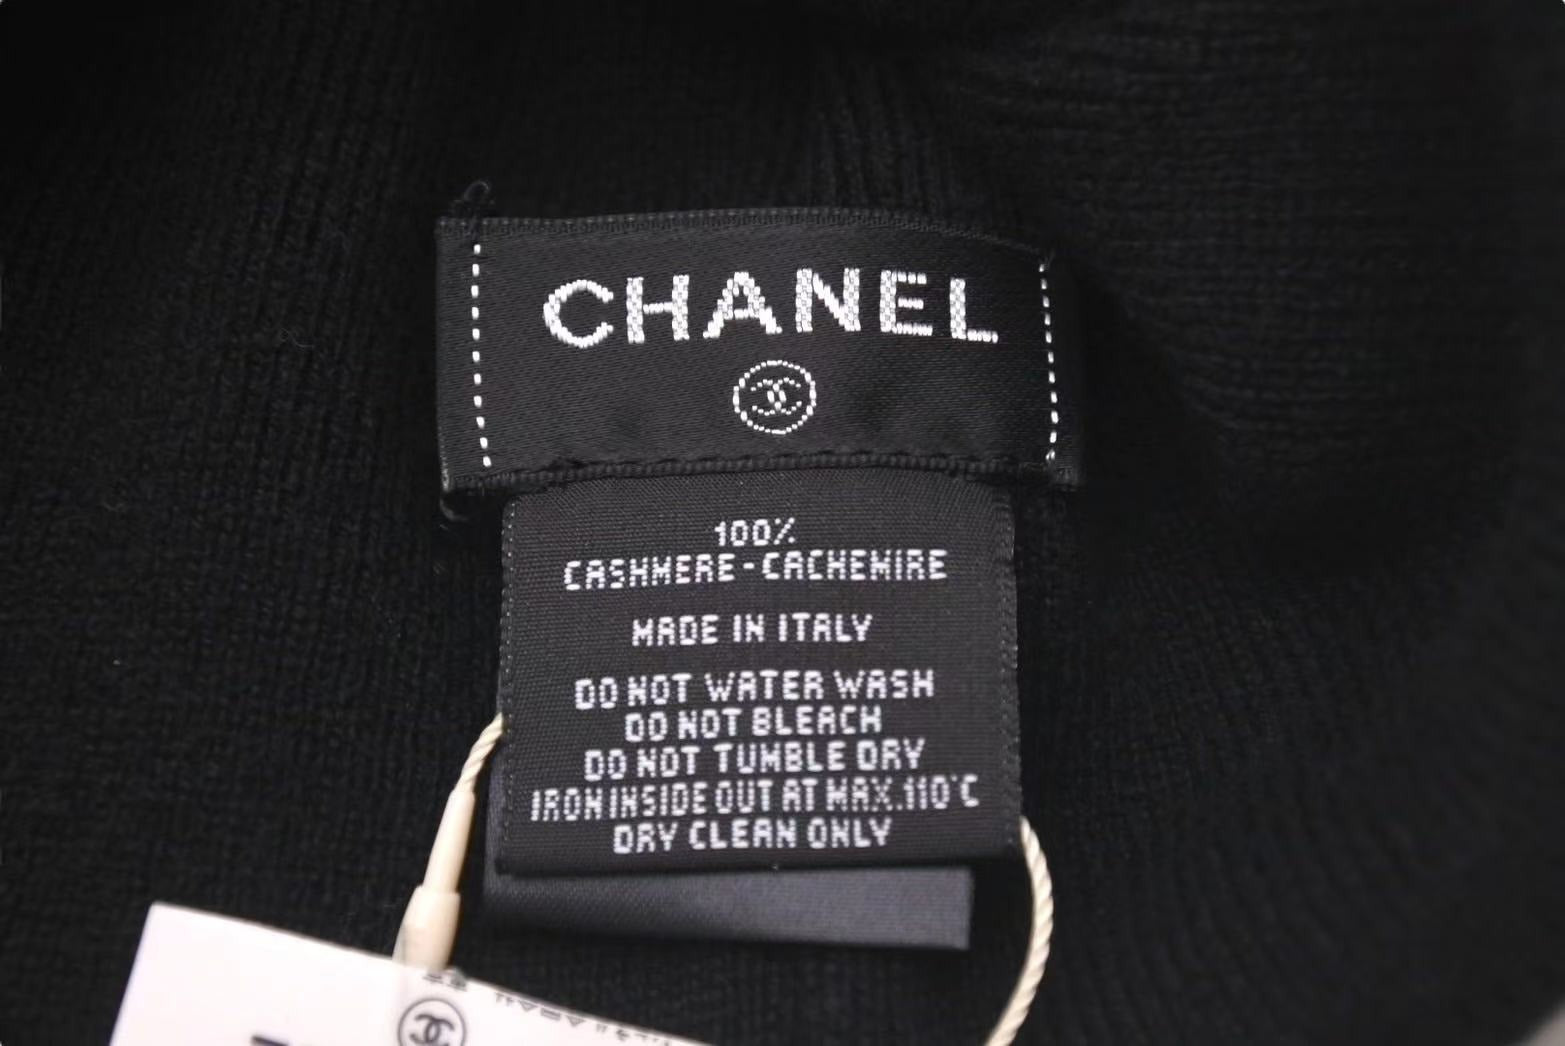 CHANEL
100%
CASHMERE-CACHEMIRE
MADE IN ITALY
DO NOT WATER WASH
DO NOT BLEACH
DO NOT TUMBLE DRY
IRON INSIDE OUT AT MAX.110°C
DRY CLEAN ONLY